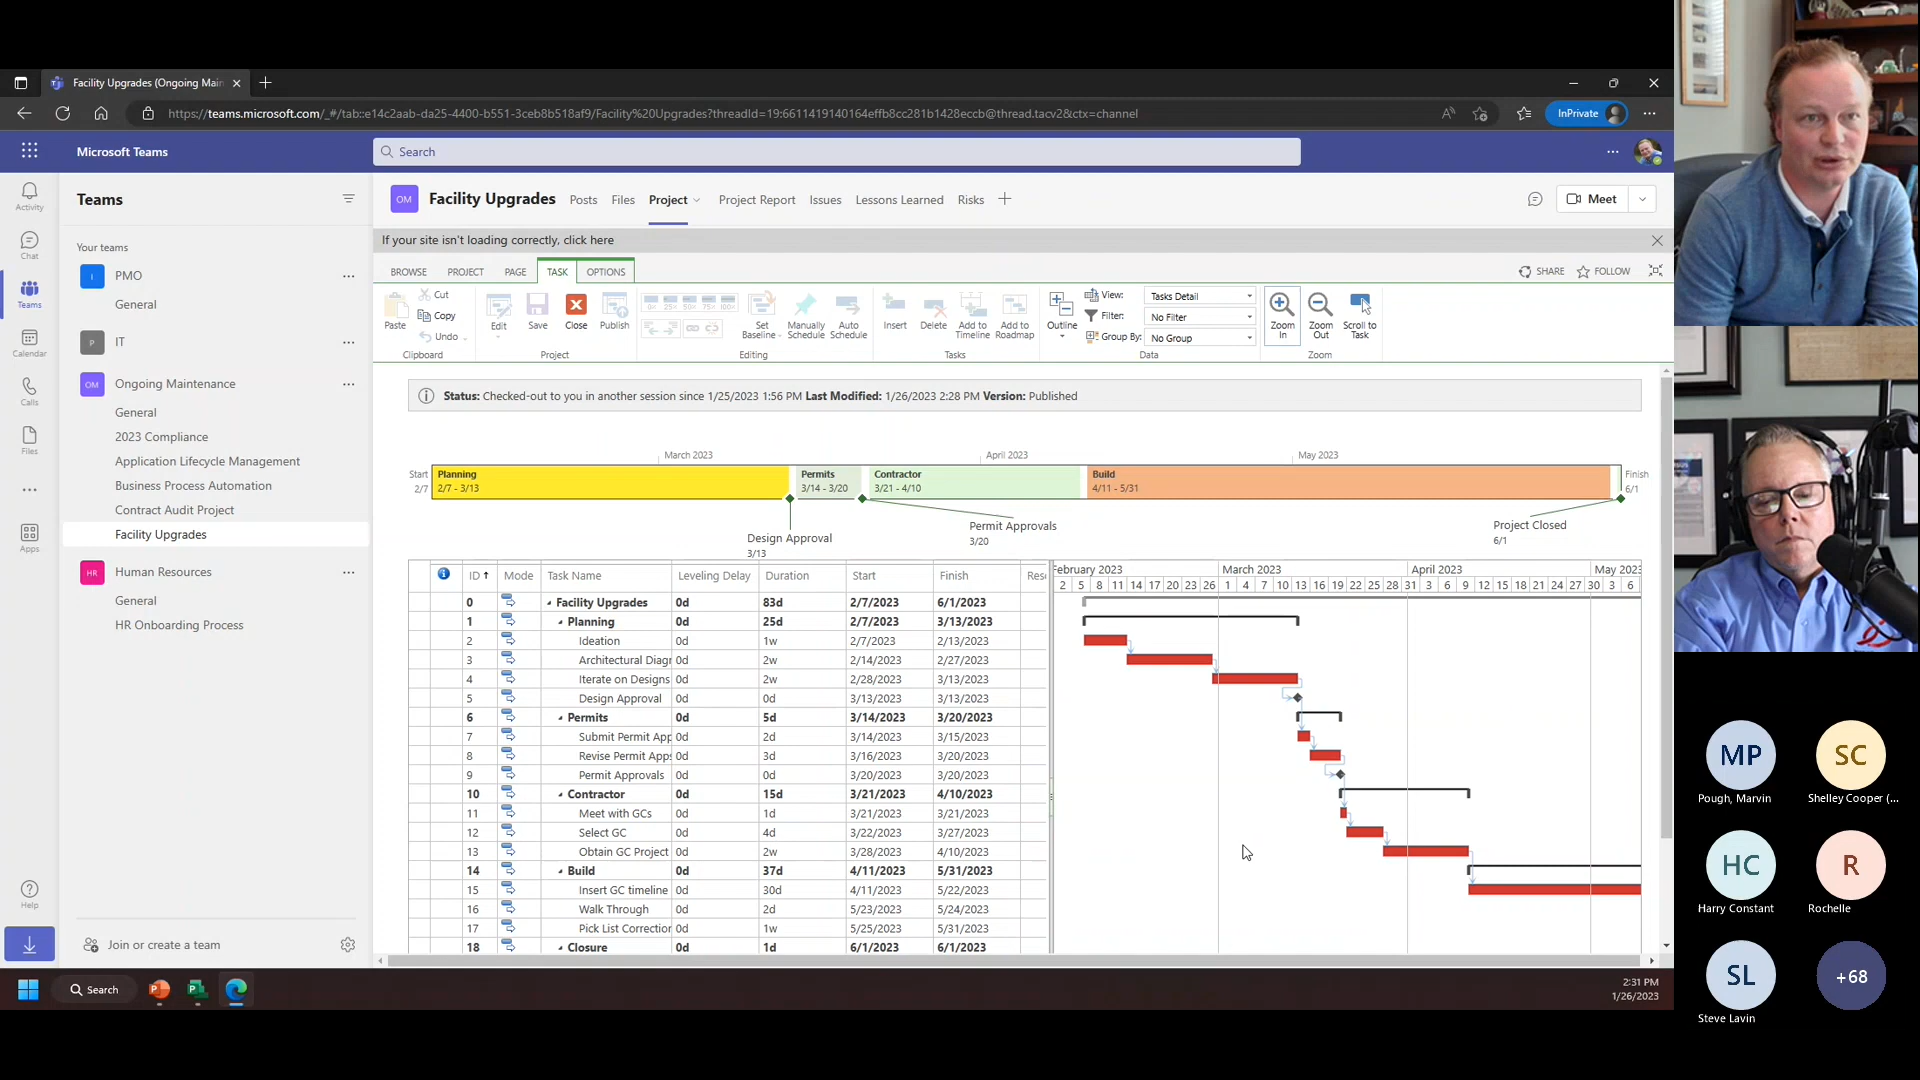 Facility Upgrades (Ongoing Main
https://teams.microsoft.com/_#/tab::e14c2aab-da25-4400-b551-3ceb8b518af9/Facility%20Upgrades?threadId=19:6611419140164effb8cc281b1428eccb@thread.tacv2&ctx=channel
InPrivate
Microsoft Teams
Search
Activity
Chat
Teams
Calendar
Calls
Files
Apps
Help
Teams
Your teams
I PMO
General
P IT
OM Ongoing Maintenance
General
2023 Compliance
Application Lifecycle Management
Business Process Automation
Contract Audit Project
Facility Upgrades
HR Human Resources
General
HR Onboarding Process
Join or create a team
OM Facility Upgrades Posts Files Project Project Report Issues Lessons Learned Risks
Meet
If your site isn't loading correctly, click here
BROWSE PROJECT PAGE TASK OPTIONS SHARE FOLLOW
Paste Cut Copy Undo
Clipboard
Edit Save Close Publish
Project
0% 25% 50% 75% 100%
Set Baseline Manually Schedule Auto Schedule
Editing
Insert Delete Add to Timeline Add to Roadmap
Tasks
Outline View: Tasks Detail
Filter: No Filter
Group By: No Group
Data
Zoom In Zoom Out Scroll to Task
Zoom
Status: Checked-out to you in another session since 1/25/2023 1:56 PM Last Modified: 1/26/2023 2:28 PM Version: Published
March 2023 April 2023 May 2023
Start 2/7
Planning 2/7 - 3/13
Permits 3/14 - 3/20
Contractor 3/21 - 4/10
Build 4/11 - 5/31
Finish 6/1
Design Approval 3/13
Permit Approvals 3/20
Project Closed 6/1
ID Mode Task Name Leveling Delay Duration Start Finish Res
0 Facility Upgrades 0d 83d 2/7/2023 6/1/2023
1 Planning 0d 25d 2/7/2023 3/13/2023
2 Ideation 0d 1w 2/7/2023 2/13/2023
3 Architectural Diagr 0d 2w 2/14/2023 2/27/2023
4 Iterate on Designs 0d 2w 2/28/2023 3/13/2023
5 Design Approval 0d 0d 3/13/2023 3/13/2023
6 Permits 0d 5d 3/14/2023 3/20/2023
7 Submit Permit App 0d 2d 3/14/2023 3/15/2023
8 Revise Permit Apps 0d 3d 3/16/2023 3/20/2023
9 Permit Approvals 0d 0d 3/20/2023 3/20/2023
10 Contractor 0d 15d 3/21/2023 4/10/2023
11 Meet with GCs 0d 1d 3/21/2023 3/21/2023
12 Select GC 0d 4d 3/22/2023 3/27/2023
13 Obtain GC Project 0d 2w 3/28/2023 4/10/2023
14 Build 0d 37d 4/11/2023 5/31/2023
15 Insert GC timeline 0d 30d 4/11/2023 5/22/2023
16 Walk Through 0d 2d 5/23/2023 5/24/2023
17 Pick List Correction 0d 1w 5/25/2023 5/31/2023
18 Closure 0d 1d 6/1/2023 6/1/2023
February 2023 March 2023 April 2023 May 2023
2 5 8 11 14 17 20 23 26 1 4 7 10 13 16 19 22 25 28 31 3 6 9 12 15 18 21 24 27 30 3 6
Search
2:31 PM
1/26/2023
MP
Pough, Marvin
SC
Shelley Cooper (...
HC
Harry Constant
R
Rochelle
SL
Steve Lavin
+68